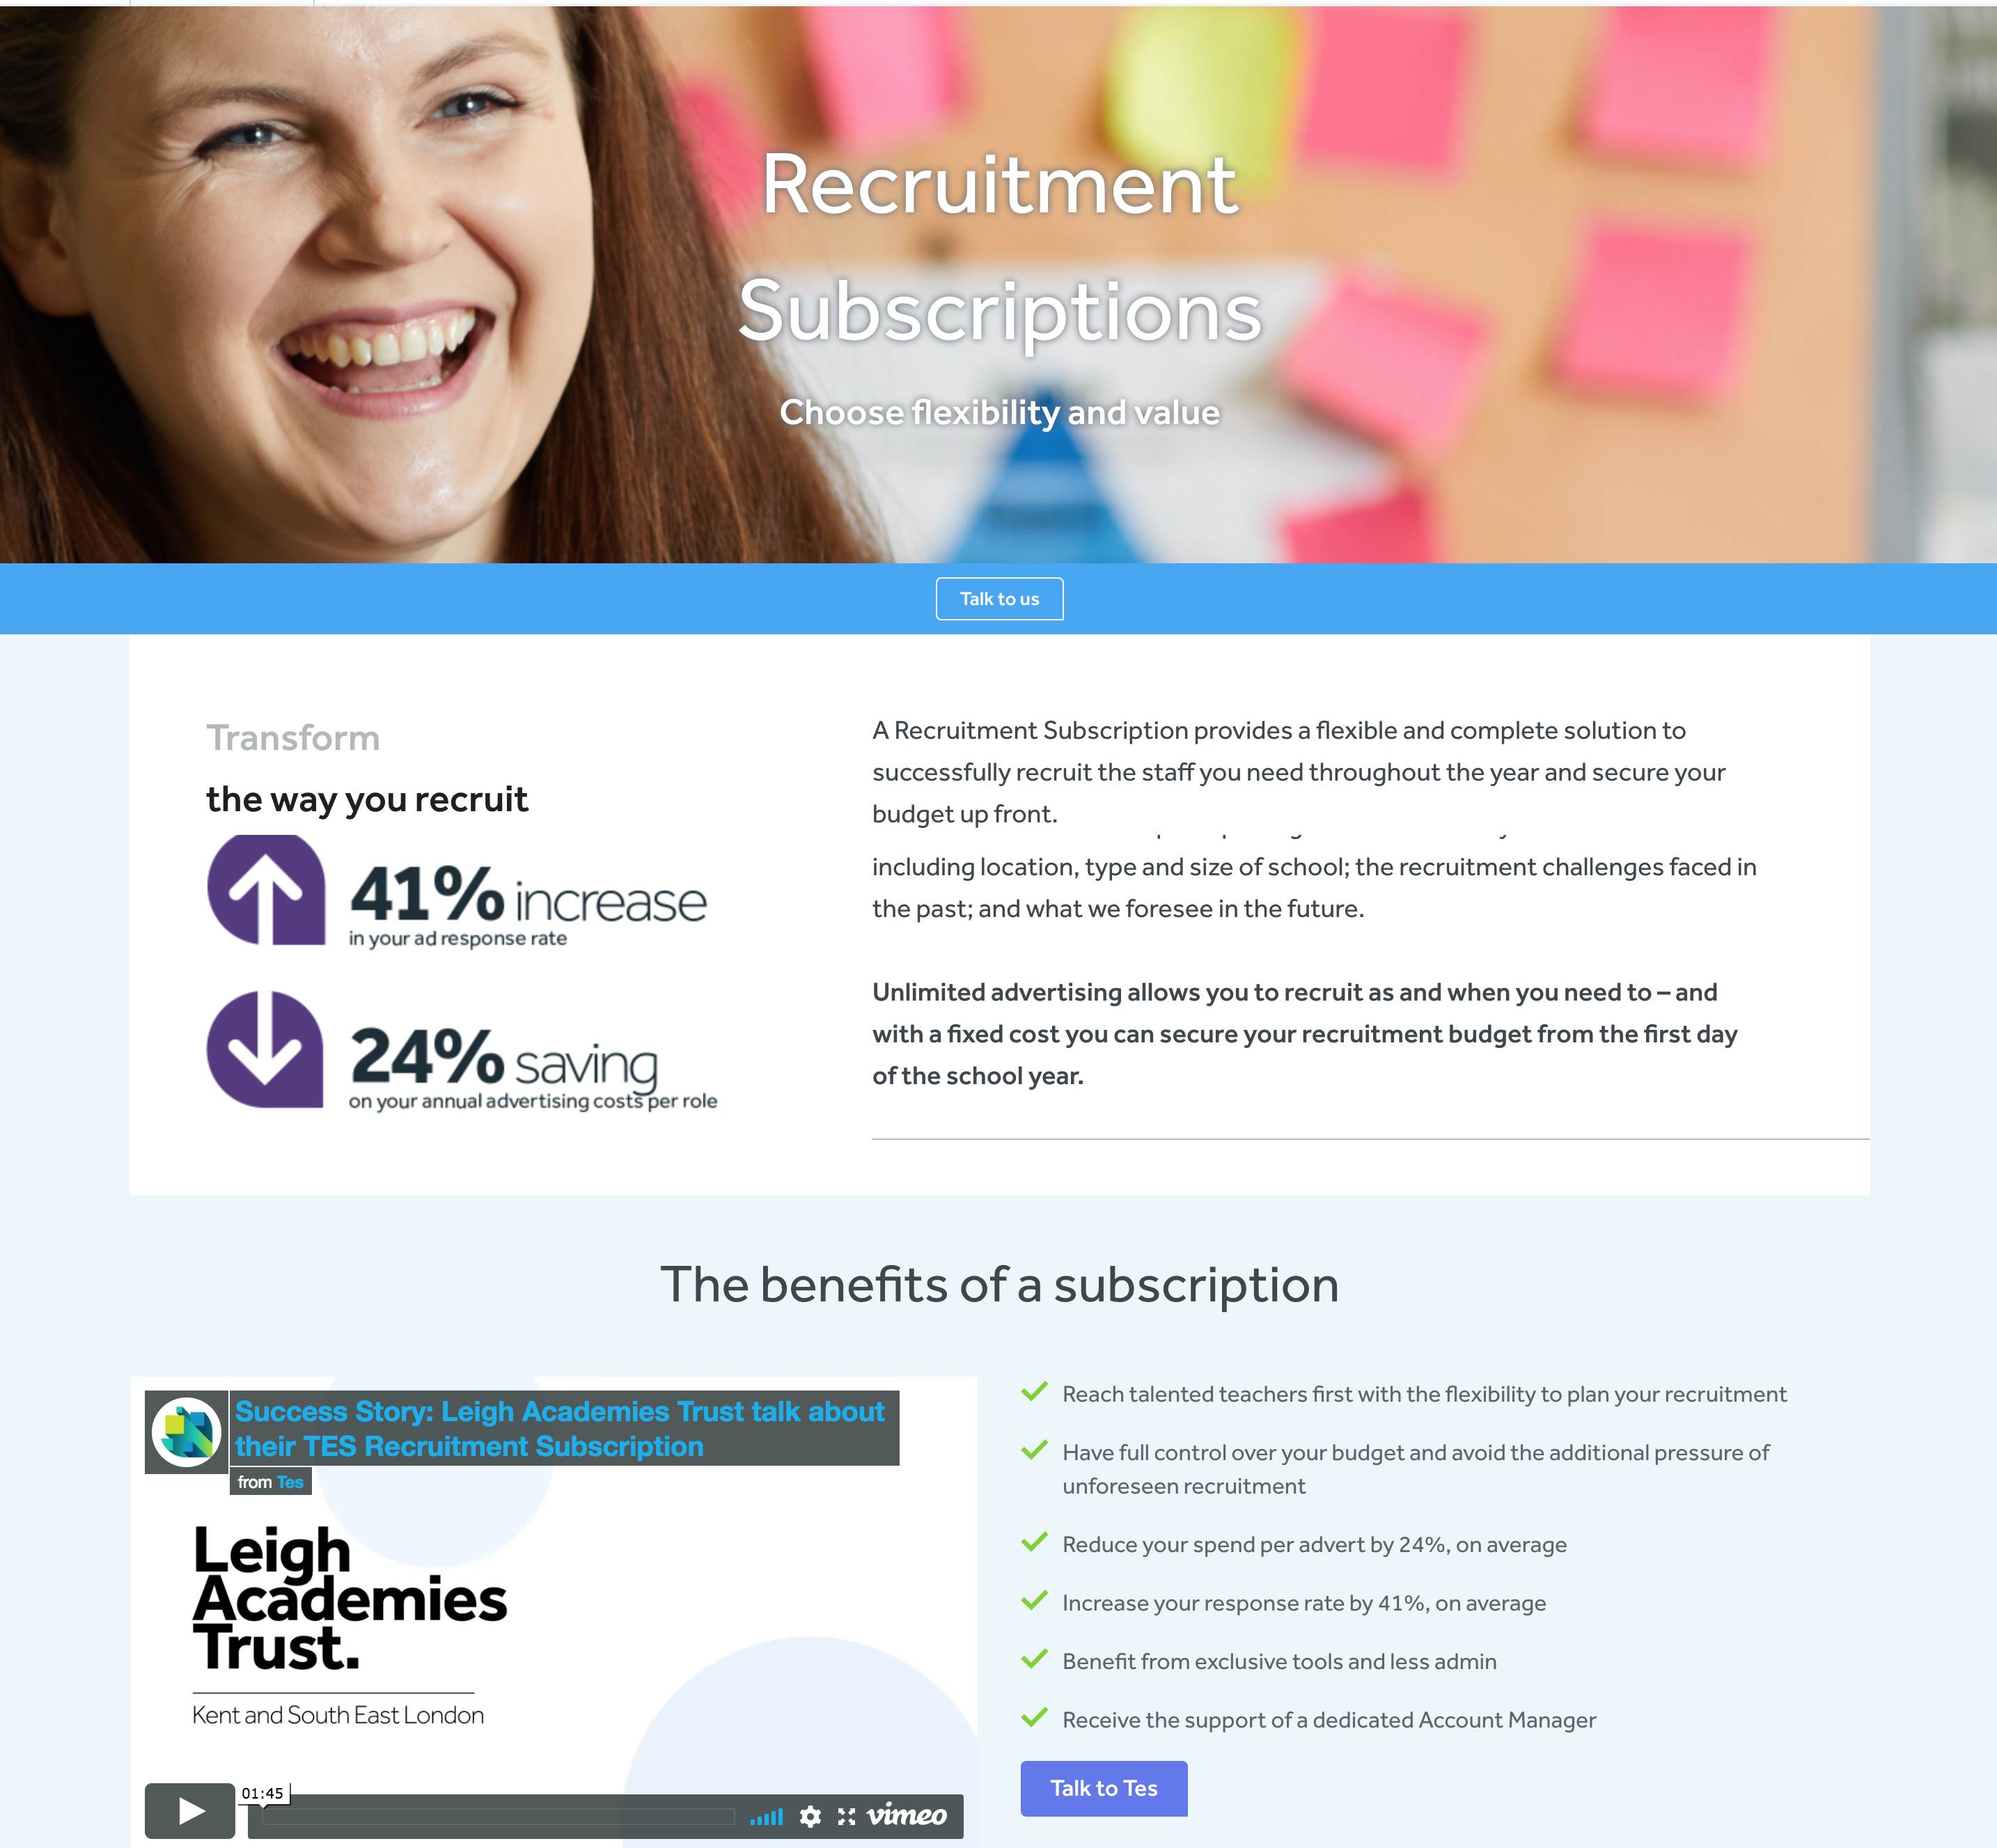 Recruitment
Subscriptions
Choose flexibility and value
Talk to us
Transform
the way you recruit
41% increase
in your ad response rate
24% saving
on your annual advertising costs per role
A Recruitment Subscription provides a flexible and complete solution to
successfully recruit the staff you need throughout the year and secure your
budget up front.
including location, type and size of school; the recruitment challenges faced in
the past; and what we foresee in the future.
Unlimited advertising allows you to recruit as and when you need to – and
with a fixed cost you can secure your recruitment budget from the first day
of the school year.
The benefits of a subscription
Success Story: Leigh Academies Trust talk about
their TES Recruitment Subscription
from Tes
Leigh
Academies
Trust.
Kent and South East London
01:45
vimeo
Reach talented teachers first with the flexibility to plan your recruitment
Have full control over your budget and avoid the additional pressure of
unforeseen recruitment
Reduce your spend per advert by 24%, on average
Increase your response rate by 41%, on average
Benefit from exclusive tools and less admin
Receive the support of a dedicated Account Manager
Talk to Tes